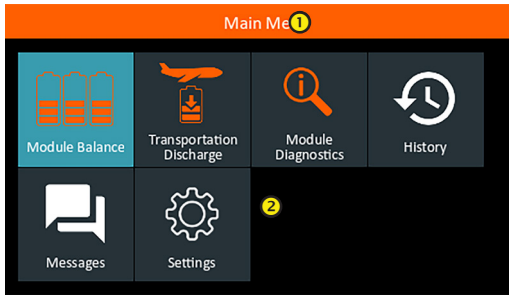 Main Me 1
Module Balance
Transportation
Discharge
Module
Diagnostics
History
Messages
Settings
2